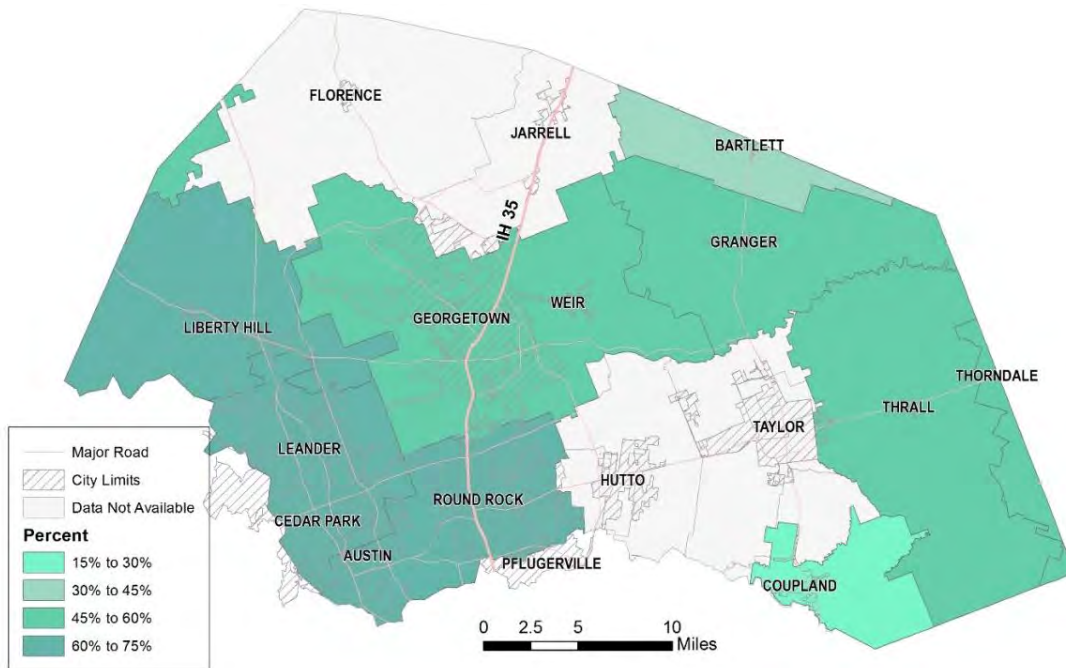 FLORENCE
JARRELL
BARTLETT
IH 35
GRANGER
WEIR
GEORGETOWN
LIBERTY HILL
THORNDALE
THRALL
TAYLOR
LEANDER
HUTTO
ROUND ROCK
CEDAR PARK
AUSTIN
PFLUGERVILLE
COUPLAND
Major Road
City Limits
Data Not Available
Percent
15% to 30%
30% to 45%
45% to 60%
60% to 75%
0 2.5 5 10
Miles